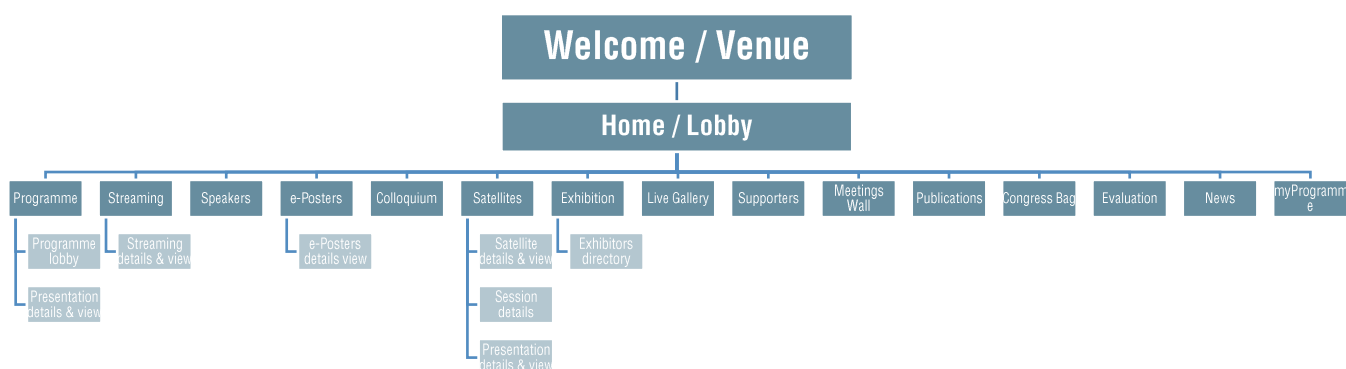 Welcome / Venue
Home / Lobby
Programme
Streaming
Speakers
e-Posters
Colloquium
Satellites
Exhibition
Live Gallery
Supporters
Meetings
Wall
Publications
Congress Bag
Evaluation
News
myProgramm
e
Programme
lobby
Streaming
details & view
e-Posters
details view
Satellite
details & view
Exhibitors
directory
Presentation
details & view
Session
details
Presentation
details & view